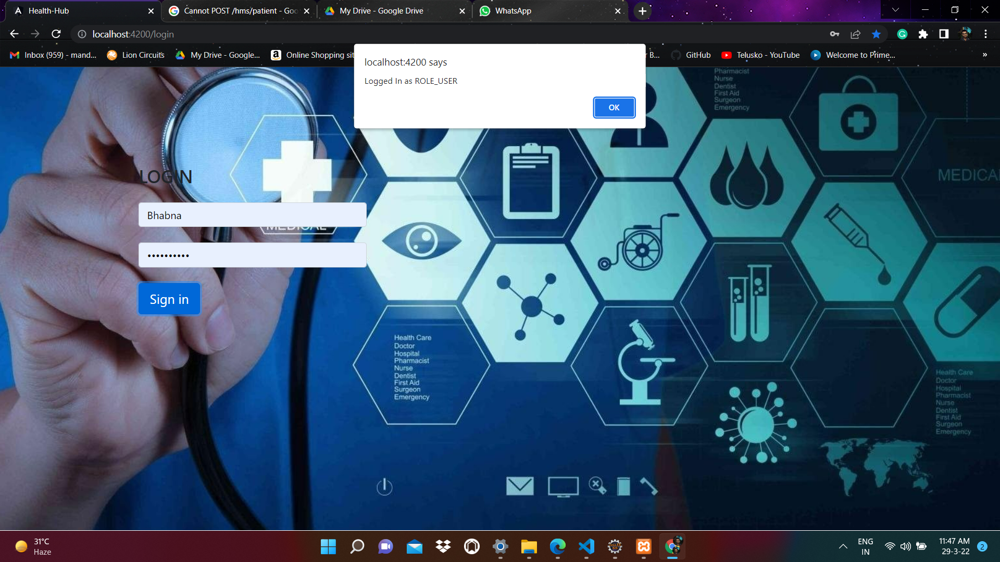 Health-Hub
Cannot POST /hms/patient - Goo
My Drive - Google Drive
WhatsApp
localhost:4200/login
Inbox (959) - mand...
Lion Circuits
My Drive - Google...
Online Shopping sit
r B...
GitHub
Telusko - YouTube
Welcome to Prime...
localhost:4200 says
Logged In as ROLE_USER
OK
Pharmacist
Nurse
Dentist
First Aid
Surgeon
Emergency
MEDICAL
LOGIN
Bhabna
MEDICAL
••••••••••
Sign in
Health Care
Doctor
Hospital
Pharmacist
Nurse
Dentist
First Aid
Surgeon
Emergency
Health Care
Doctor
Hospital
Pharmacist
Nurse
Dentist
First Aid
Surgeon
Emergency
31°C
Haze
ENG
IN
11:47 AM
29-3-22
2